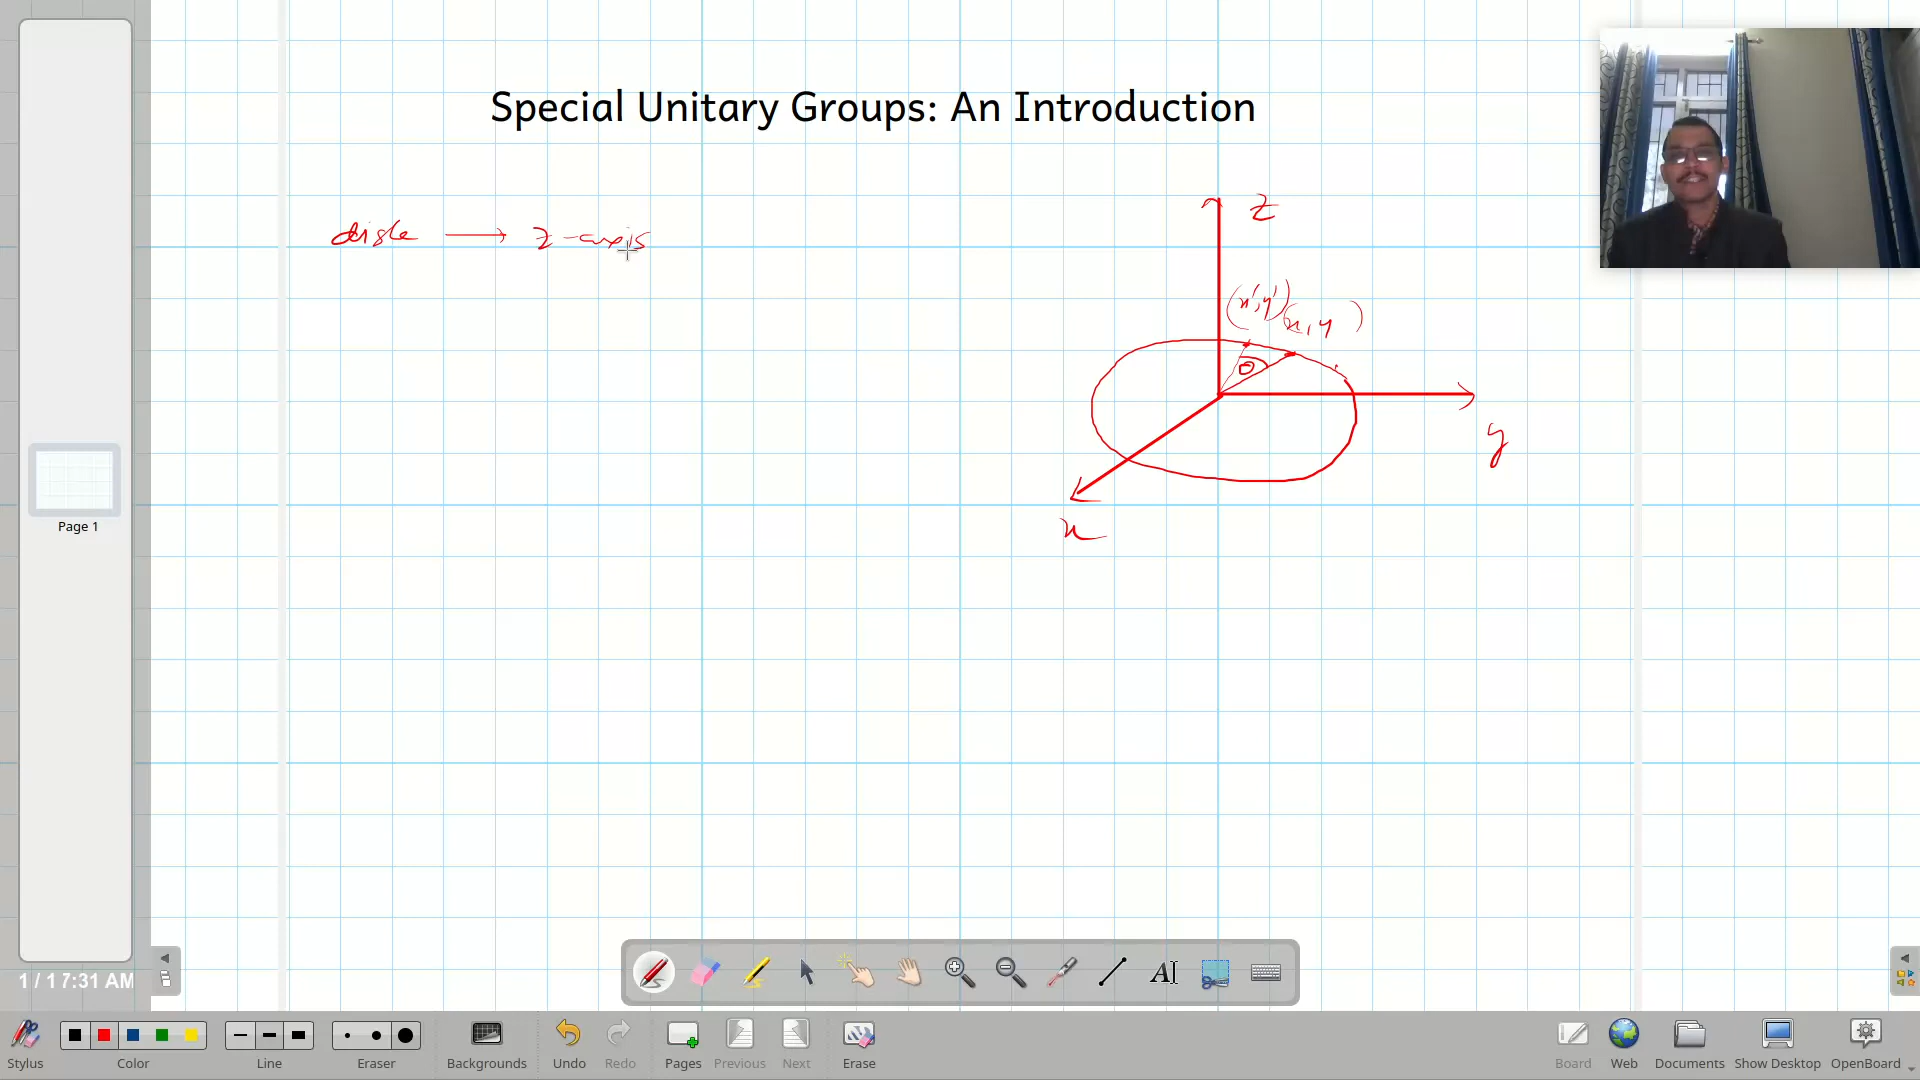 Special Unitary Groups: An Introduction
disk → z-axis
z
(x', y') (x, y)
θ
y
x
Page 1
1 / 1 7:31 AM
Stylus
Color
Line
Eraser
Backgrounds
Undo
Redo
Pages
Previous
Next
Erase
Board
Web
Documents
Show Desktop
OpenBoard